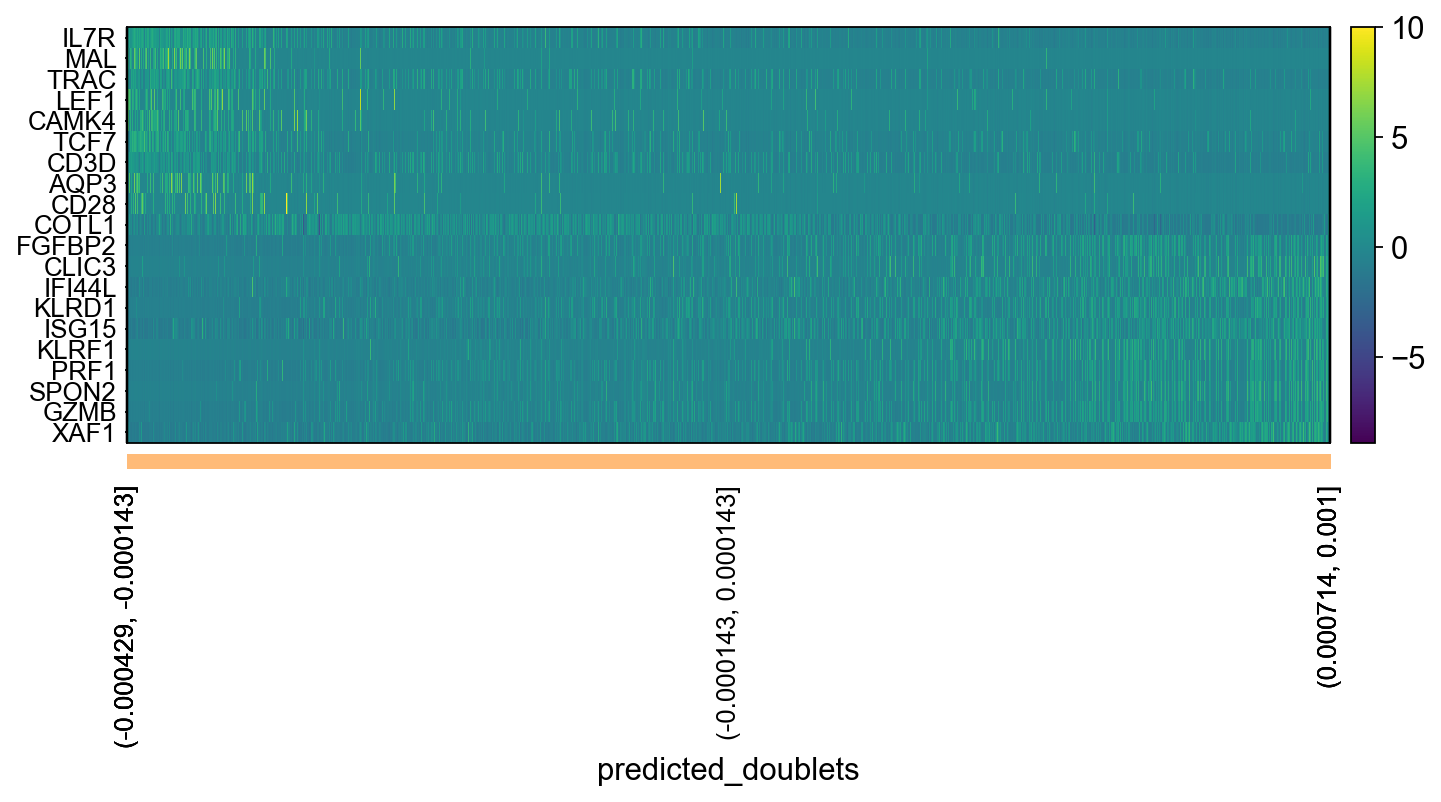 IL7R
MAL
TRAC
LEF1
CAMK4
TCF7
CD3D
AQP3
CD28
COTL1
FGFBP2
CLIC3
IFI44L
KLRD1
ISG15
KLRF1
PRF1
SPON2
GZMB
XAF1
10
5
0
−5
(-0.000429, -0.000143]
(-0.000143, 0.000143]
(0.000714, 0.001]
predicted_doublets